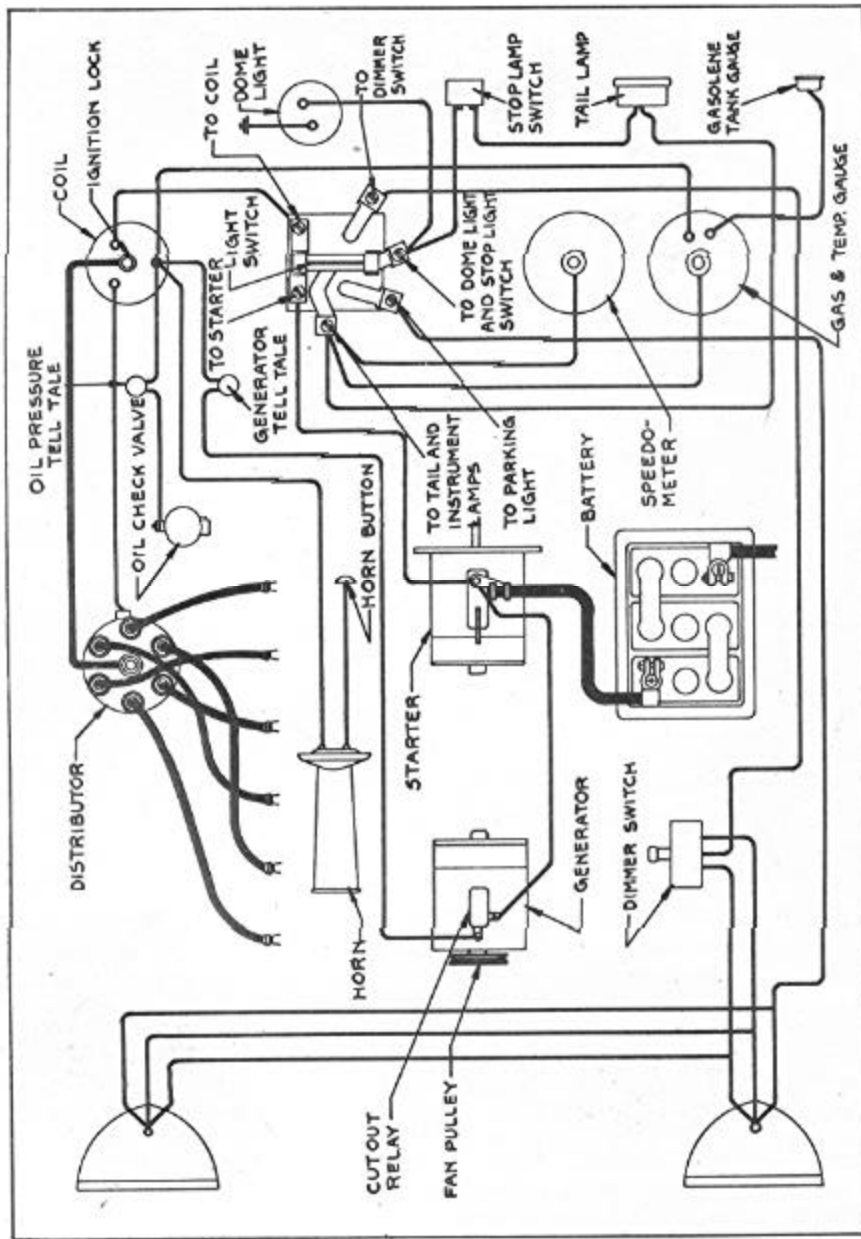 OIL PRESSURE
TELL TALE
COIL
DISTRIBUTOR
IGNITION LOCK
OIL CHECK VALVE
TO COIL
TO STARTER
LIGHT
SWITCH
DOME
LIGHT
GENERATOR
TELL TALE
TO
DIMMER
SWITCH
HORN
HORN BUTTON
CUTOUT
RELAY
STARTER
TO TAIL AND
INSTRUMENT
LAMPS
TO DOME LIGHT
AND STOP LIGHT
SWITCH
STOP LAMP
SWITCH
FAN PULLEY
TO PARKING
LIGHT
GENERATOR
BATTERY
TAIL LAMP
DIMMER SWITCH
SPEEDO-
METER
GASOLENE
TANK GAUGE
GAS & TEMP. GAUGE